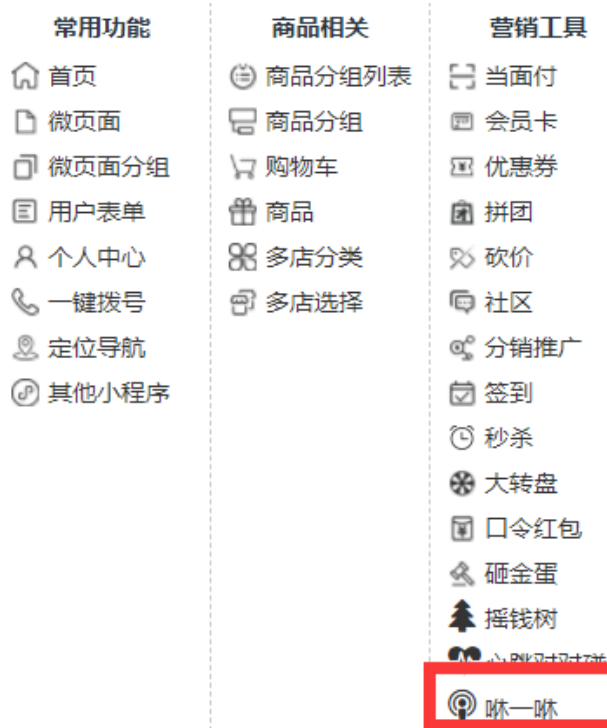 常用功能
首页
微页面
微页面分组
用户表单
个人中心
一键拨号
定位导航
其他小程序
商品相关
商品分组列表
商品分组
购物车
商品
多店分类
多店选择
营销工具
当面付
会员卡
优惠券
拼团
砍价
社区
分销推广
签到
秒杀
大转盘
口令红包
砸金蛋
摇钱树
心跳对对碰
咻一咻